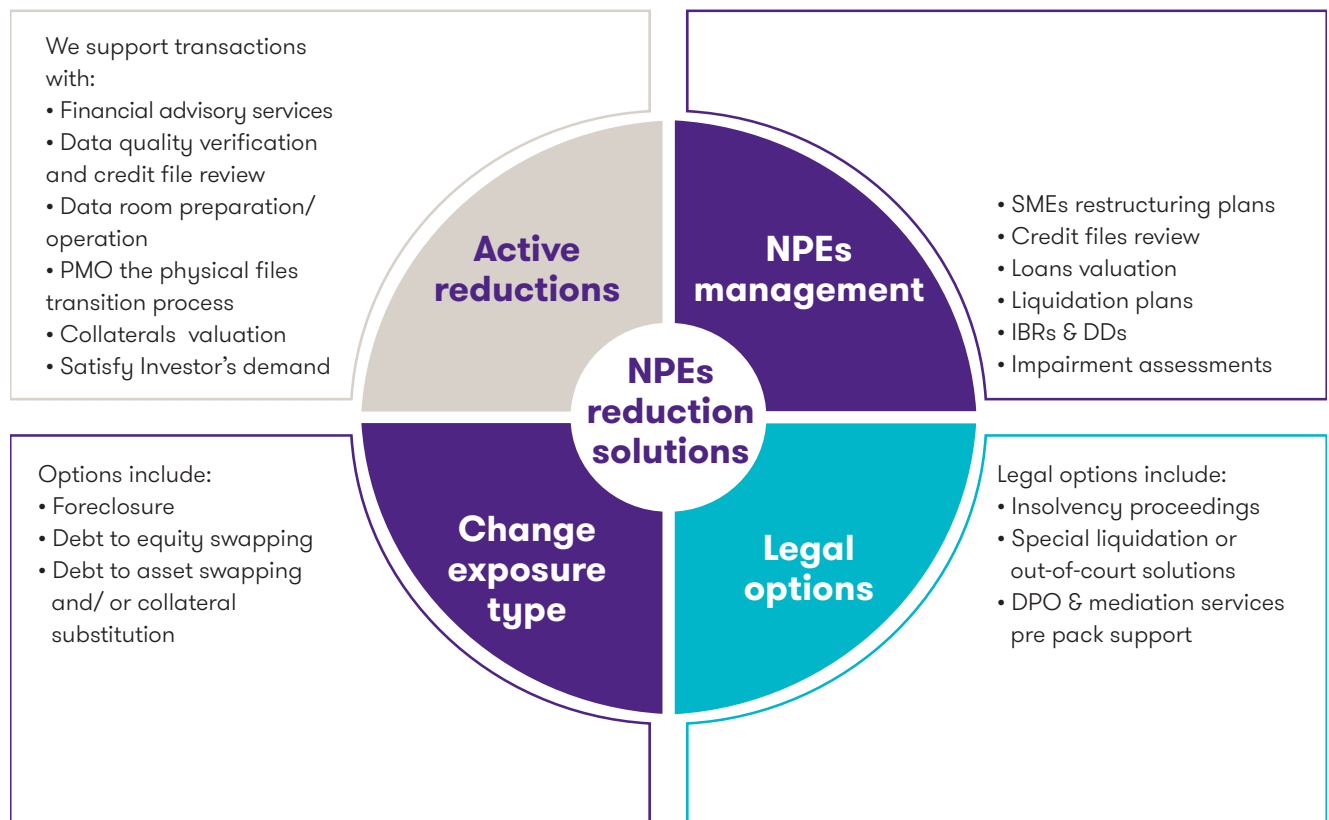 We support transactions
with:
• Financial advisory services
• Data quality verification
and credit file review
• Data room preparation/
operation
• PMO the physical files
transition process
• Collaterals  valuation
• Satisfy Investor's demand
Active
reductions
NPEs
management
• SMEs restructuring plans
• Credit files review
• Loans valuation
• Liquidation plans
• IBRs & DDs
• Impairment assessments
NPEs
reduction
solutions
Options include:
• Foreclosure
• Debt to equity swapping
• Debt to asset swapping
and/ or collateral
substitution
Change
exposure
type
Legal
options
Legal options include:
• Insolvency proceedings
• Special liquidation or
out-of-court solutions
• DPO & mediation services
pre pack support